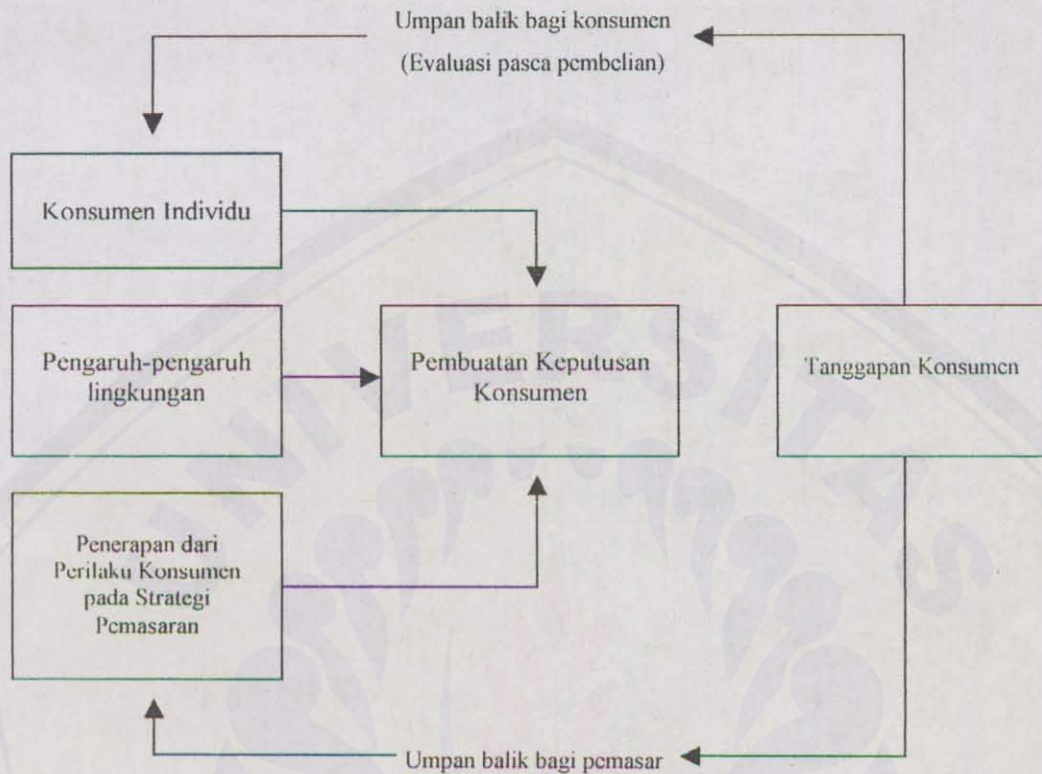 Umpan balik bagi konsumen
(Evaluasi pasca pembelian)
Konsumen Individu
Pengaruh-pengaruh
lingkungan
Pembuatan Keputusan
Konsumen
Tanggapan Konsumen
Penerapan dari
Perilaku Konsumen
pada Strategi
Pemasaran
Umpan balik bagi pemasar
UNIVERSITAS